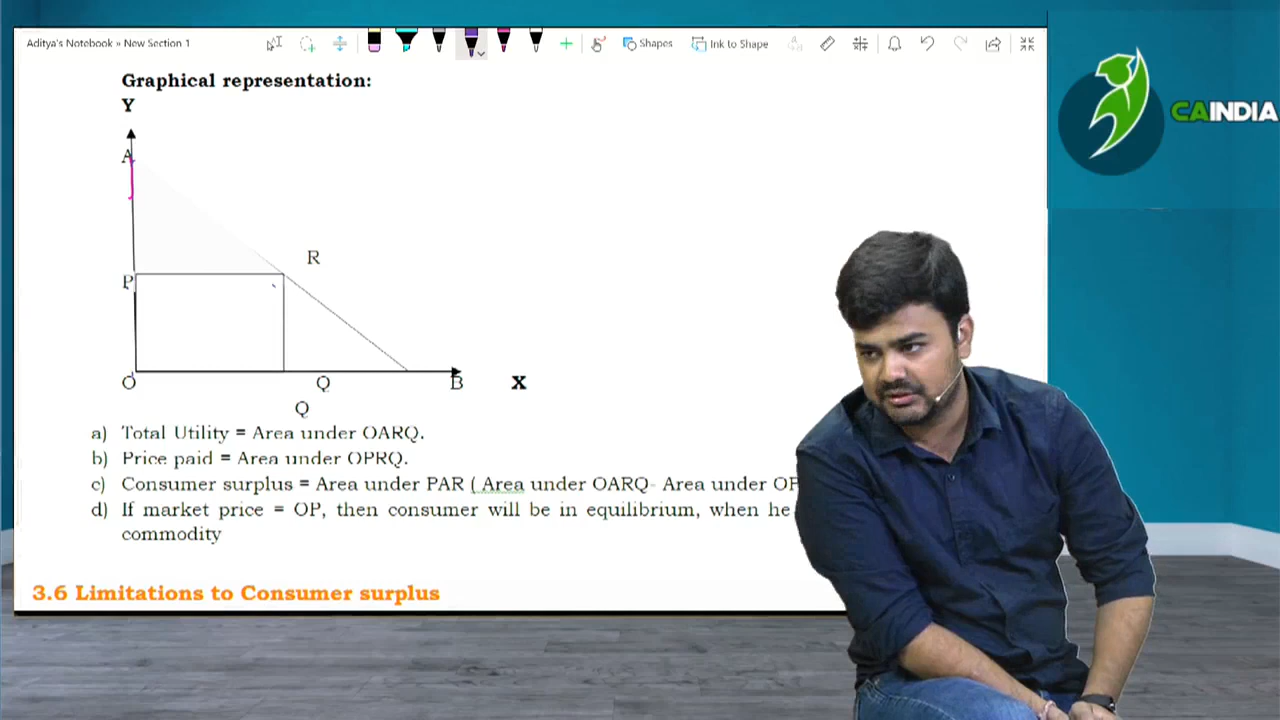 Aditya's Notebook » New Section 1
Shapes
Ink to Shape
CAINDIA
Graphical representation:
Y
A
R
P
O
Q
B
X
Q
a) Total Utility = Area under OARQ.
b) Price paid = Area under OPRQ.
c) Consumer surplus = Area under PAR ( Area under OARQ- Area under
d) If market price = OP, then consumer will be in equilibrium, when he
commodity
3.6 Limitations to Consumer surplus